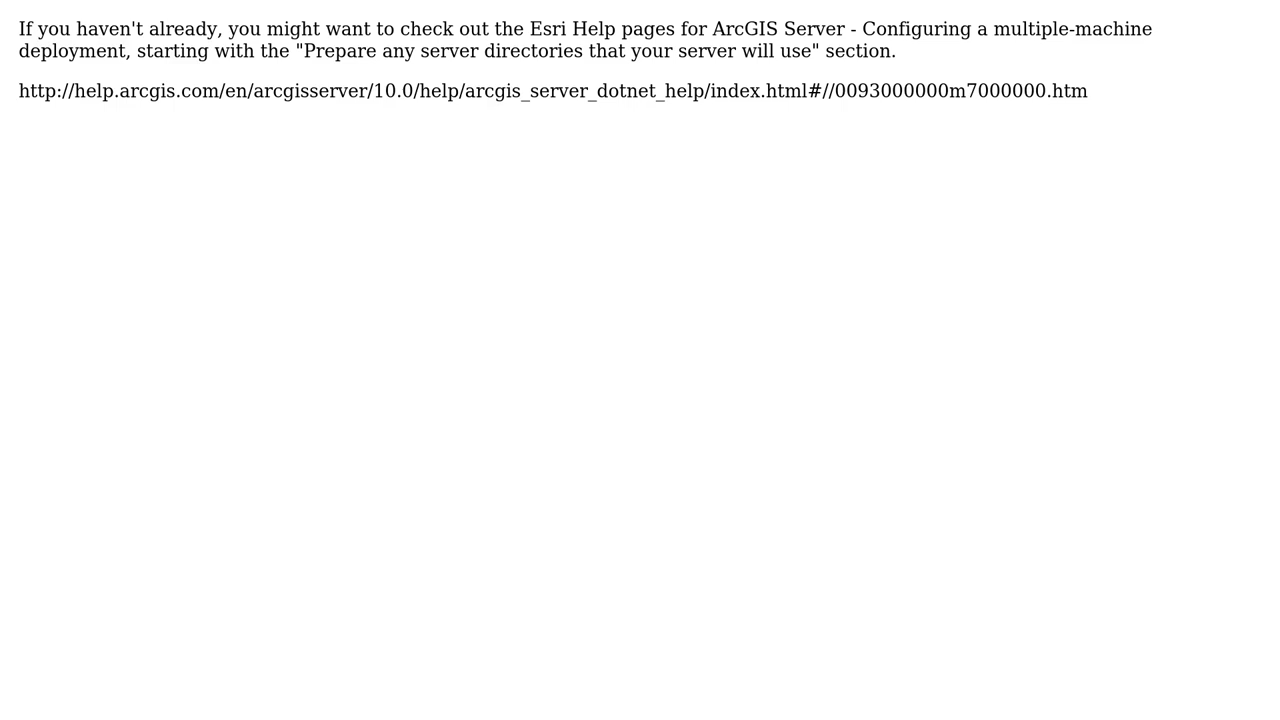 If you haven't already, you might want to check out the Esri Help pages for ArcGIS Server - Configuring a multiple-machine
deployment, starting with the "Prepare any server directories that your server will use" section.
http://help.arcgis.com/en/arcgisserver/10.0/help/arcgis_server_dotnet_help/index.html#//0093000000m7000000.htm